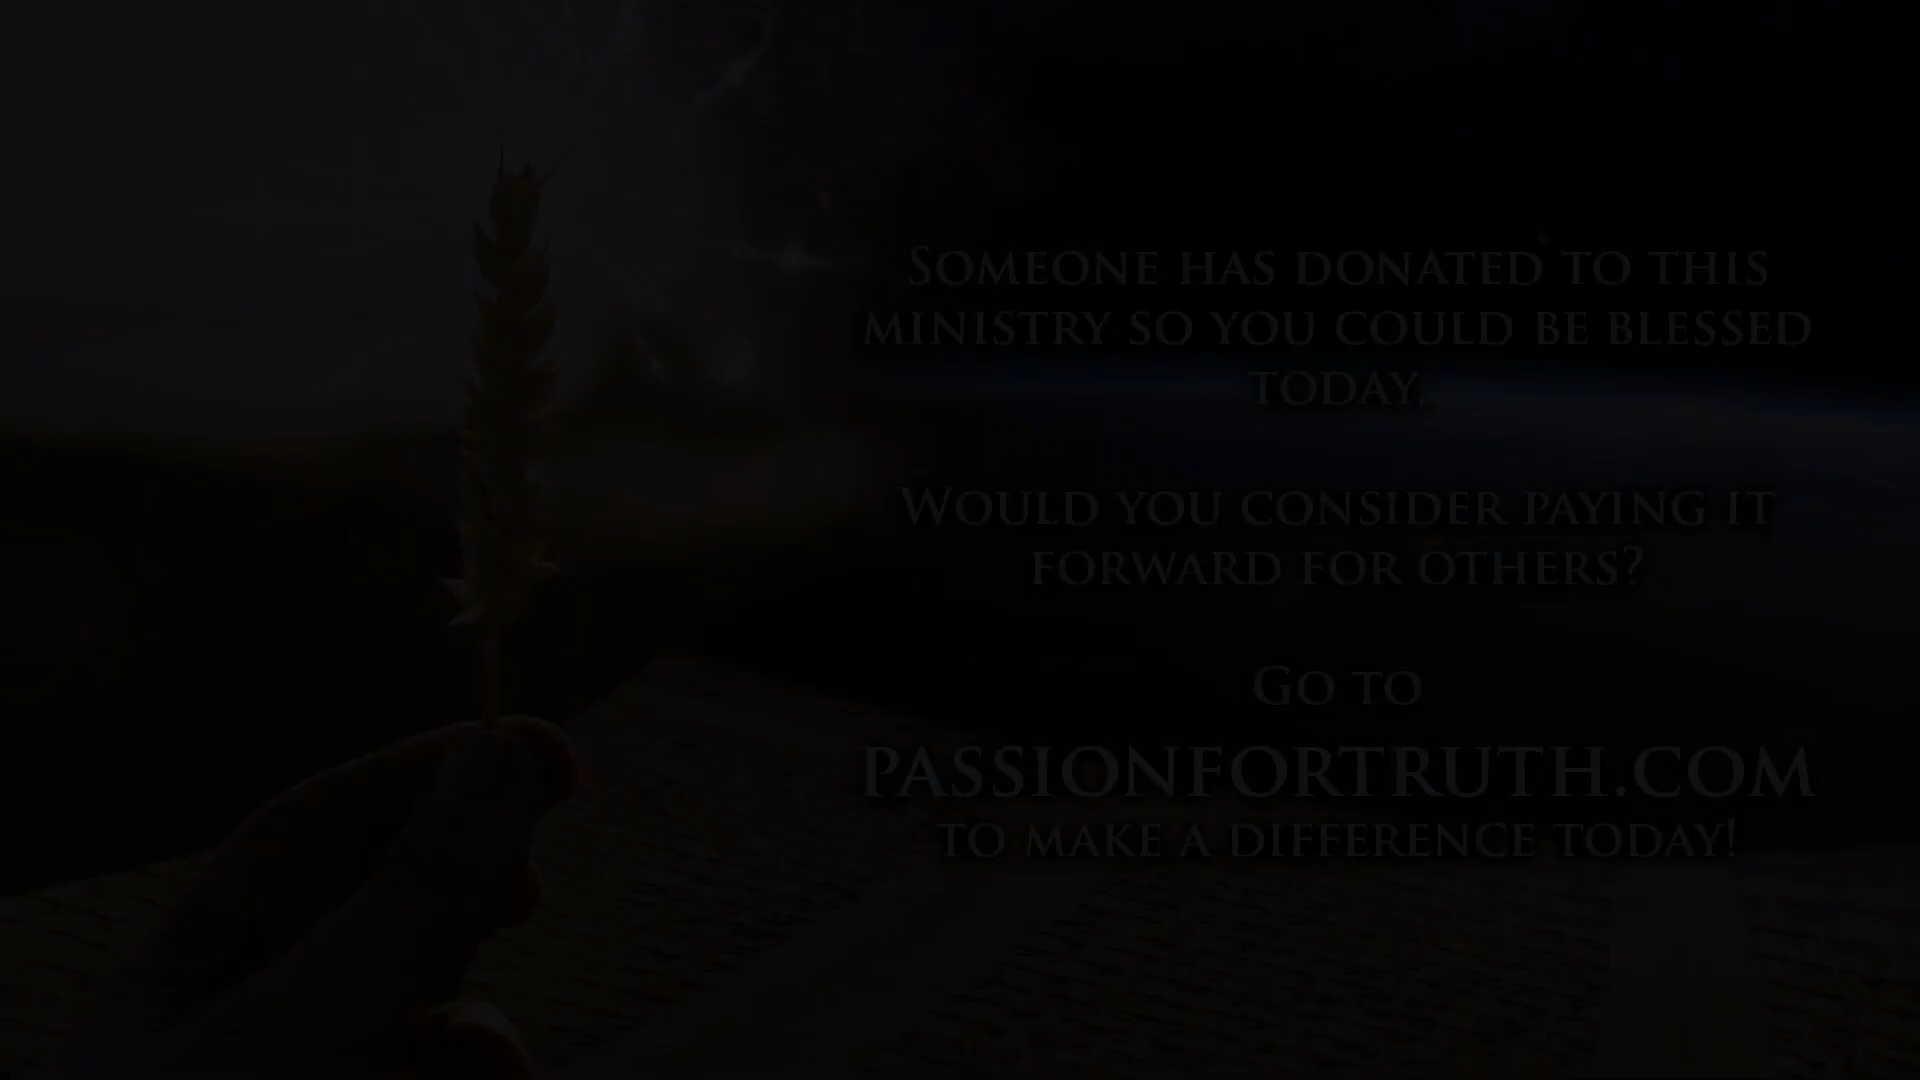 Someone has donated to this
ministry so you could be blessed
today.
Would you consider paying it
forward for others?
Go to
passionfortruth.com
to make a difference today!